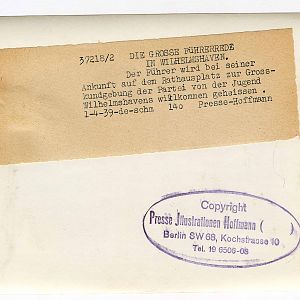 37218/2 DIE GROSSE FÜHRERREDE
IN WILHELMSHAVEN.
Der Führer wird bei seiner
Ankunft auf dem Rathausplatz zur Gross-
kundgebung der Partei von der Jugend
Wilhelmshavens willkommen geheissen .
1-4-39-de-schm 140 Presse-Hoffmann
Copyright
Presse Jllustrationen Hoffmann (
Berlin SW 68, Kochstrasse 10
Tel. 19 6506-08